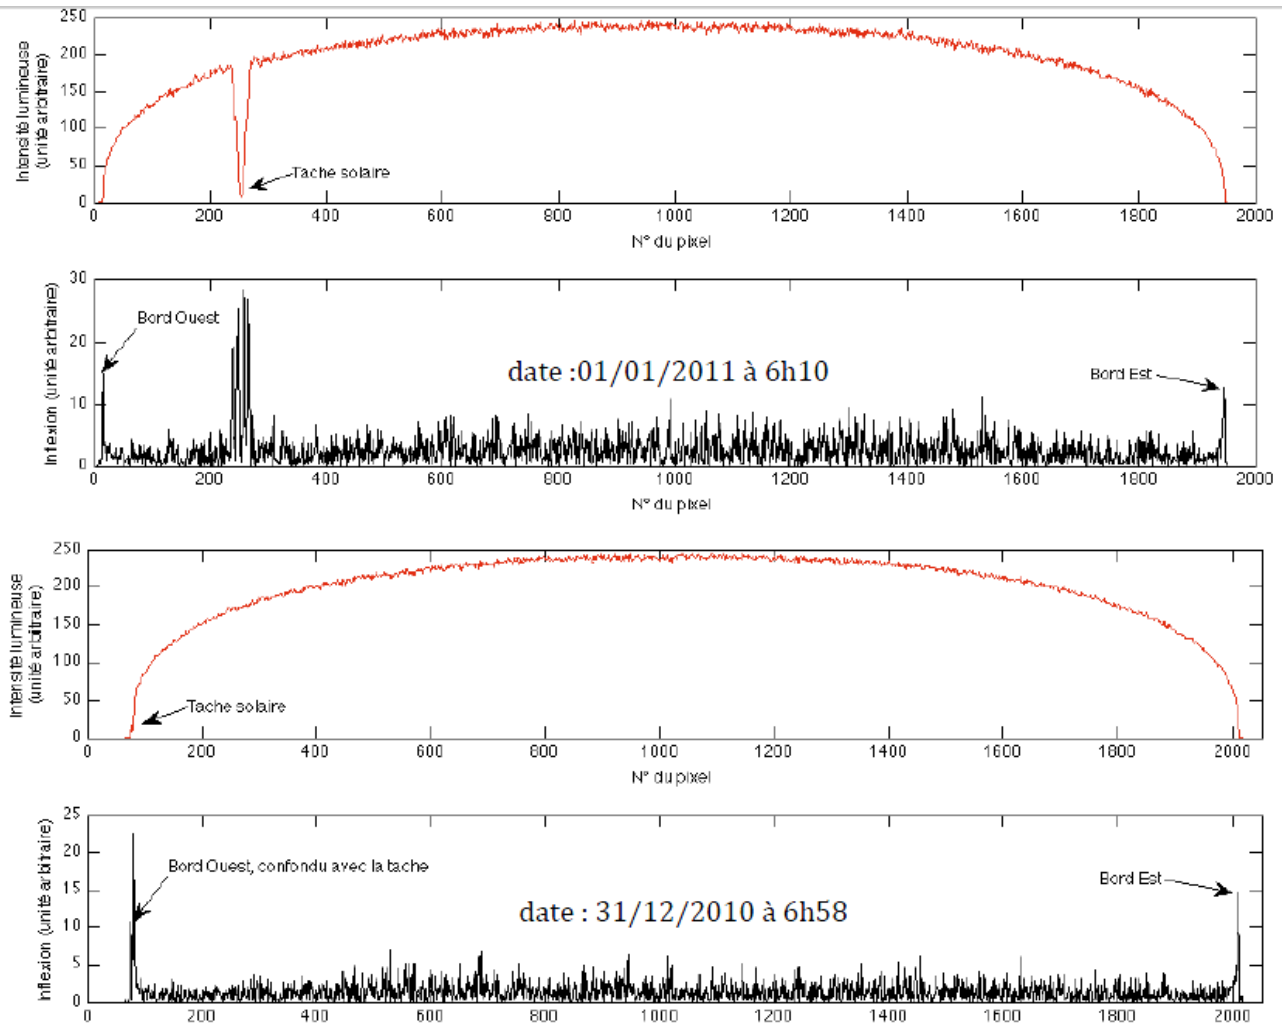 Intensité lumineuse
(unité arbitraire)
250
200
150
100
50
0
Tache solaire
0 200 400 600 800 1000 1200 1400 1600 1800 2000
N° du pixel
Inflexion (unité arbitraire)
30
20
10
0
Bord Ouest
date :01/01/2011 à 6h10
Bord Est
0 200 400 600 800 1000 1200 1400 1600 1800 2000
N° du pixel
Intensité lumineuse
(unité arbitraire)
250
200
150
100
50
0
Tache solaire
0 200 400 600 800 1000 1200 1400 1600 1800 2000
N° du pixel
Inflexion (unité arbitraire)
25
20
15
10
5
0
Bord Ouest, confondu avec la tache
date : 31/12/2010 à 6h58
Bord Est
0 200 400 600 800 1000 1200 1400 1600 1800 2000